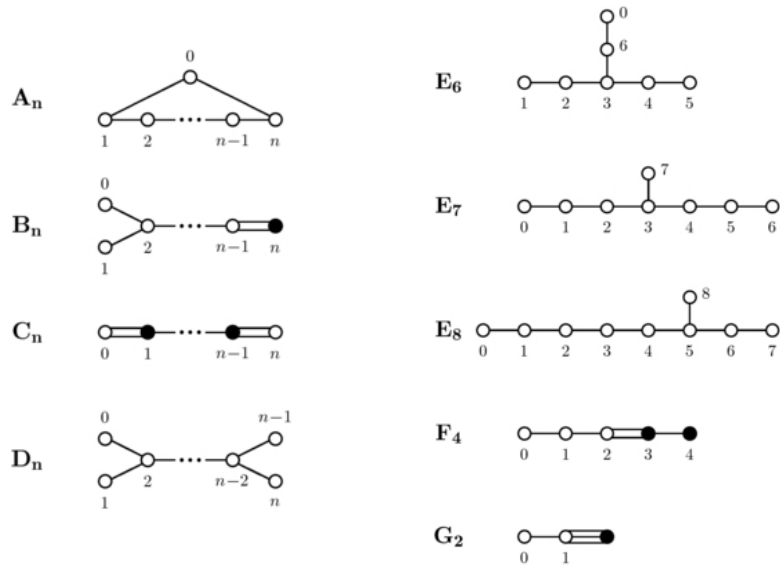 0
A_n
1 2 ··· n−1 n
0
B_n
1 2 ··· n−1 n
C_n
0 1 ··· n−1 n
0 n−1
D_n
1 2 ··· n−2 n
0
6
E_6
1 2 3 4 5
7
E_7
0 1 2 3 4 5 6
8
E_8
0 1 2 3 4 5 6 7
F_4
0 1 2 3 4
G_2
0 1